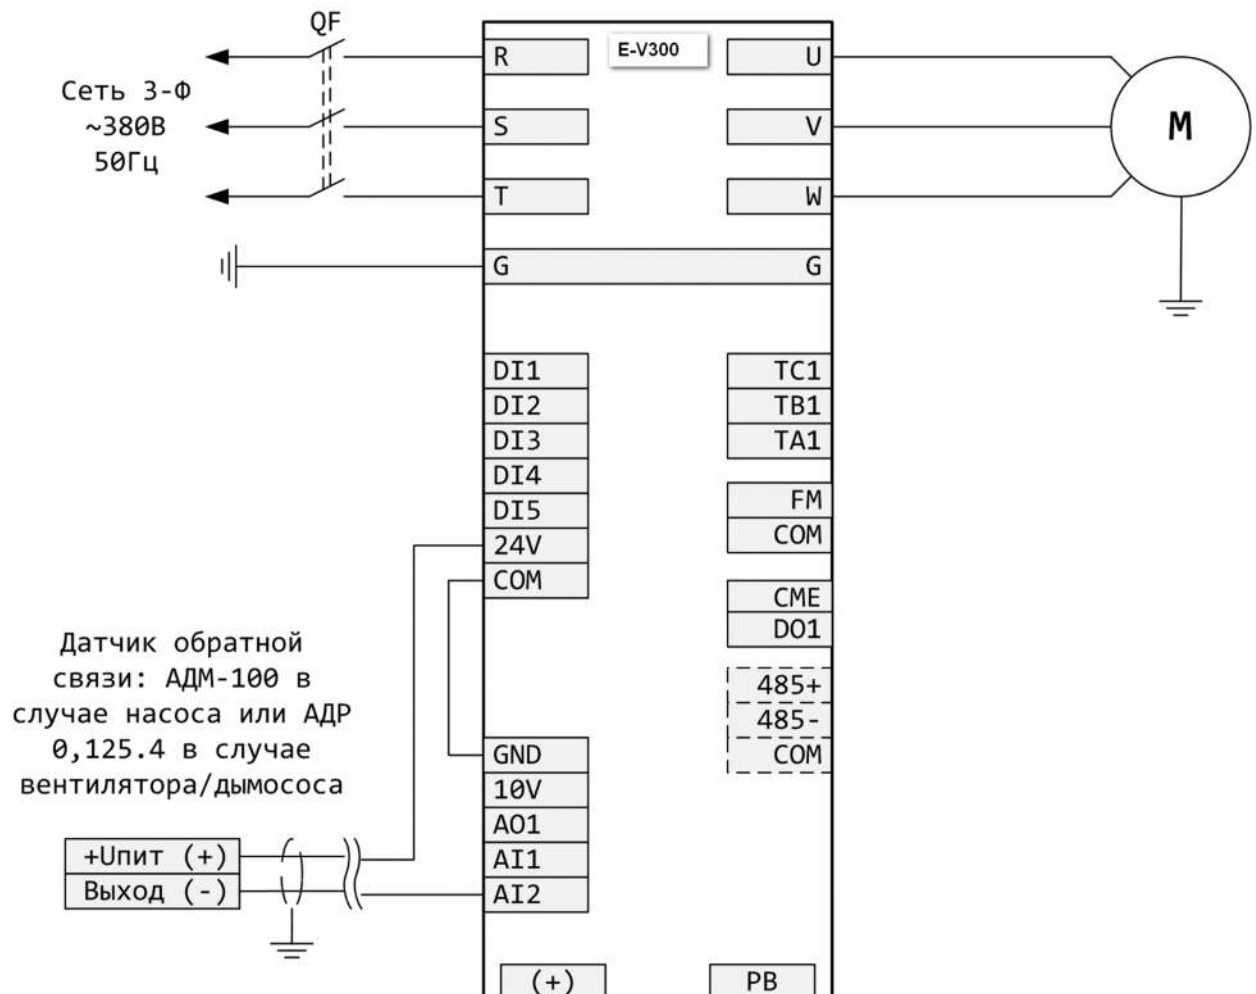 QF
E-V300
R
U
Сеть 3-Ф
~380В
50Гц
S
V
M
T
W
G
G
DI1
DI2
DI3
DI4
DI5
24V
COM
TC1
TB1
TA1
FM
COM
CME
DO1
485+
485-
COM
Датчик обратной
связи: АДМ-100 в
случае насоса или АДР
0,125.4 в случае
вентилятора/дымососа
GND
10V
AO1
AI1
AI2
+Uпит (+)
Выход (-)
(+)
PB